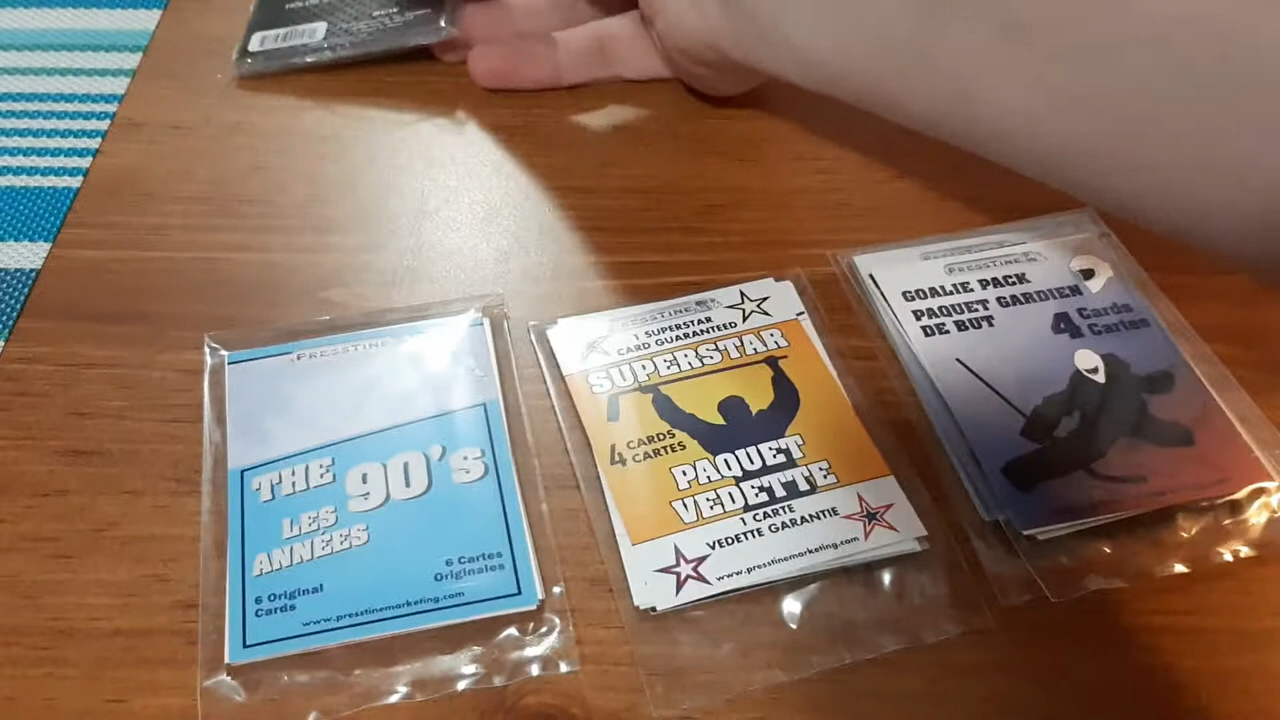 PRESSTINE
THE 90's
LES
ANNÉES
6 Original
Cards
6 Cartes
Originales
www.presstinemarketing.com
PRESSTINE
1 SUPERSTAR
CARD GUARANTEED
SUPERSTAR
4 CARDS
CARTES
PAQUET
VEDETTE
1 CARTE
VEDETTE GARANTIE
www.presstinemarketing.com
PRESSTINE
GOALIE PACK
PAQUET GARDIEN
DE BUT
4 Cards
Cartes